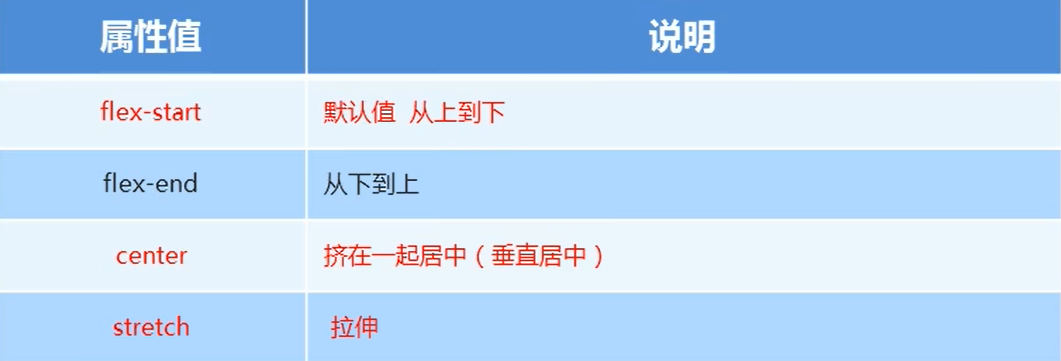 属性值 说明
flex-start 默认值 从上到下
flex-end 从下到上
center 挤在一起居中（垂直居中）
stretch 拉伸